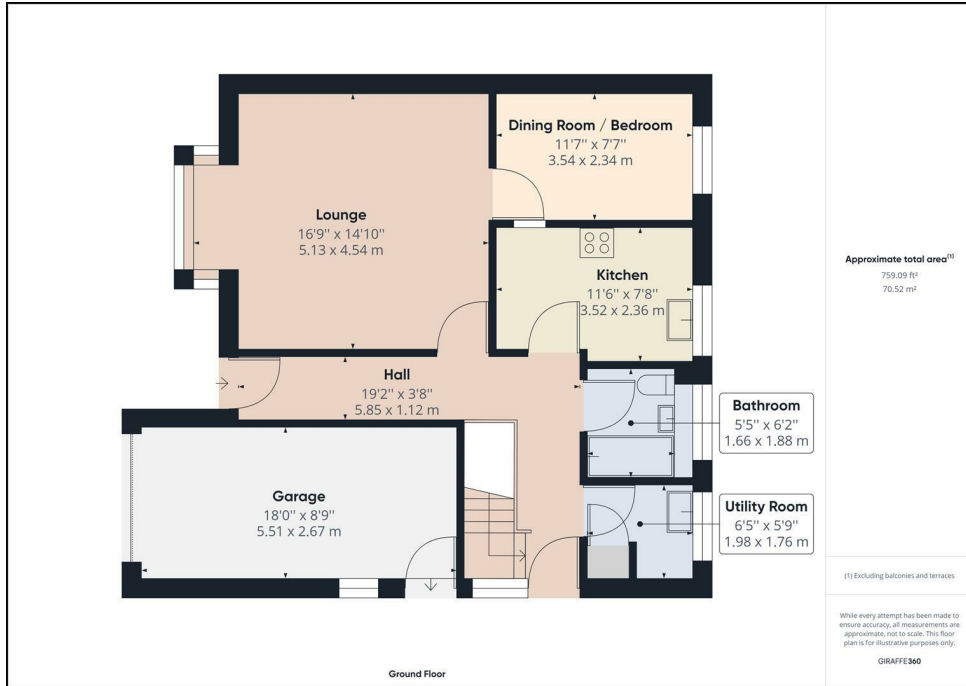 Dining Room / Bedroom
11'7'' x 7'7''
3.54 x 2.34 m
Lounge
16'9'' x 14'10''
5.13 x 4.54 m
Kitchen
11'6'' x 7'8''
3.52 x 2.36 m
Hall
19'2'' x 3'8''
5.85 x 1.12 m
Bathroom
5'5'' x 6'2''
1.66 x 1.88 m
Garage
18'0'' x 8'9''
5.51 x 2.67 m
Utility Room
6'5'' x 5'9''
1.98 x 1.76 m
Ground Floor
Approximate total area(1)
759.09 ft²
70.52 m²
(1) Excluding balconies and terraces
While every attempt has been made to
ensure accuracy, all measurements are
approximate, not to scale. This floor
plan is for illustrative purposes only.
GIRAFFE360